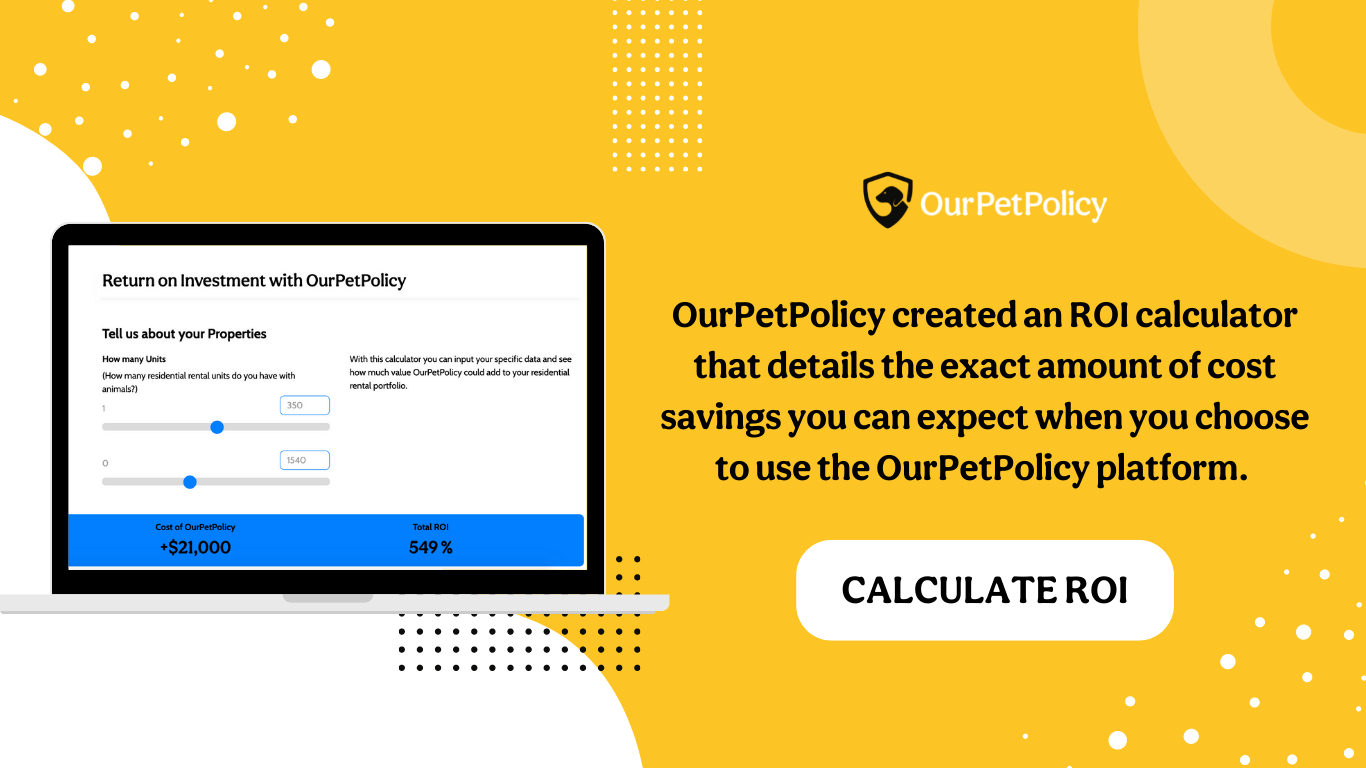 Return on Investment with OurPetPolicy
Tell us about your Properties
How many Units
(How many residential rental units do you have with
animals?)
1
350
0
1540
With this calculator you can input your specific data and see
how much value OurPetPolicy could add to your residential
rental portfolio.
Cost of OurPetPolicy
+$21,000
Total ROI
549 %
OurPetPolicy
OurPetPolicy created an ROI calculator
that details the exact amount of cost
savings you can expect when you choose
to use the OurPetPolicy platform.
CALCULATE ROI